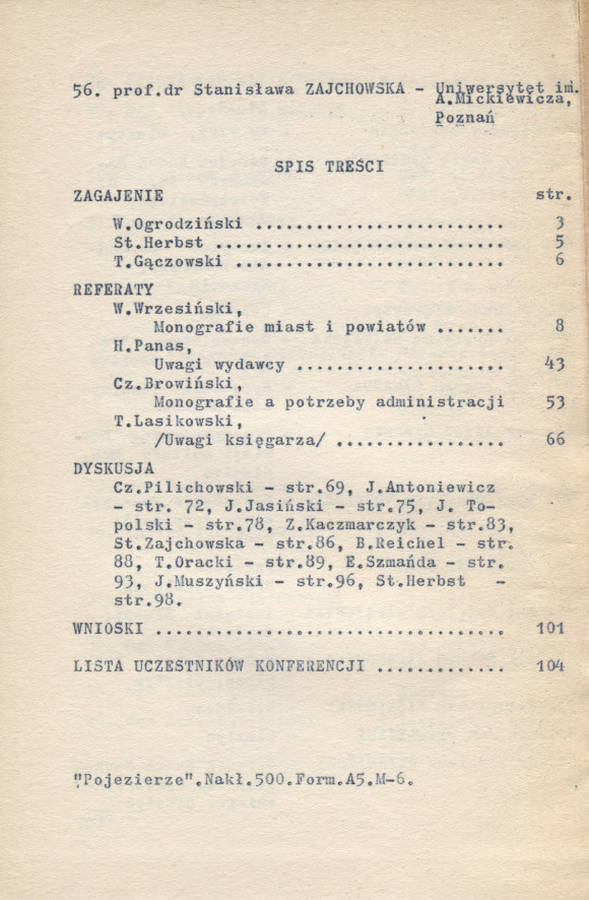 56. prof.dr Stanisława ZAJCHOWSKA - Uniwersytet im.
A.Mickiewicza,
Poznań
SPIS TREŚCI
ZAGAJENIE str.
W.Ogrodziński ......................... 3
St.Herbst ............................. 5
T.Gączowski ........................... 6
REFERATY
W.Wrzesiński,
Monografie miast i powiatów ....... 8
H.Panas,
Uwagi wydawcy ..................... 43
Cz.Browiński,
Monografie a potrzeby administracji 53
T.Lasikowski,
/Uwagi księgarza/ ................. 66
DYSKUSJA
Cz.Pilichowski - str.69, J.Antoniewicz
- str. 72, J.Jasiński - str.75, J. To-
polski - str.78, Z.Kaczmarczyk - str.83,
St.Zajchowska - str.86, B.Reichel - str.
88, T.Oracki - str.89, E.Szmańda - str.
93, J.Muszyński - str.96, St.Herbst -
str.98.
WNIOSKI ................................... 101
LISTA UCZESTNIKÓW KONFERENCJI ............. 104
"Pojezierze".Nakł.500.Form.A5.M-6.